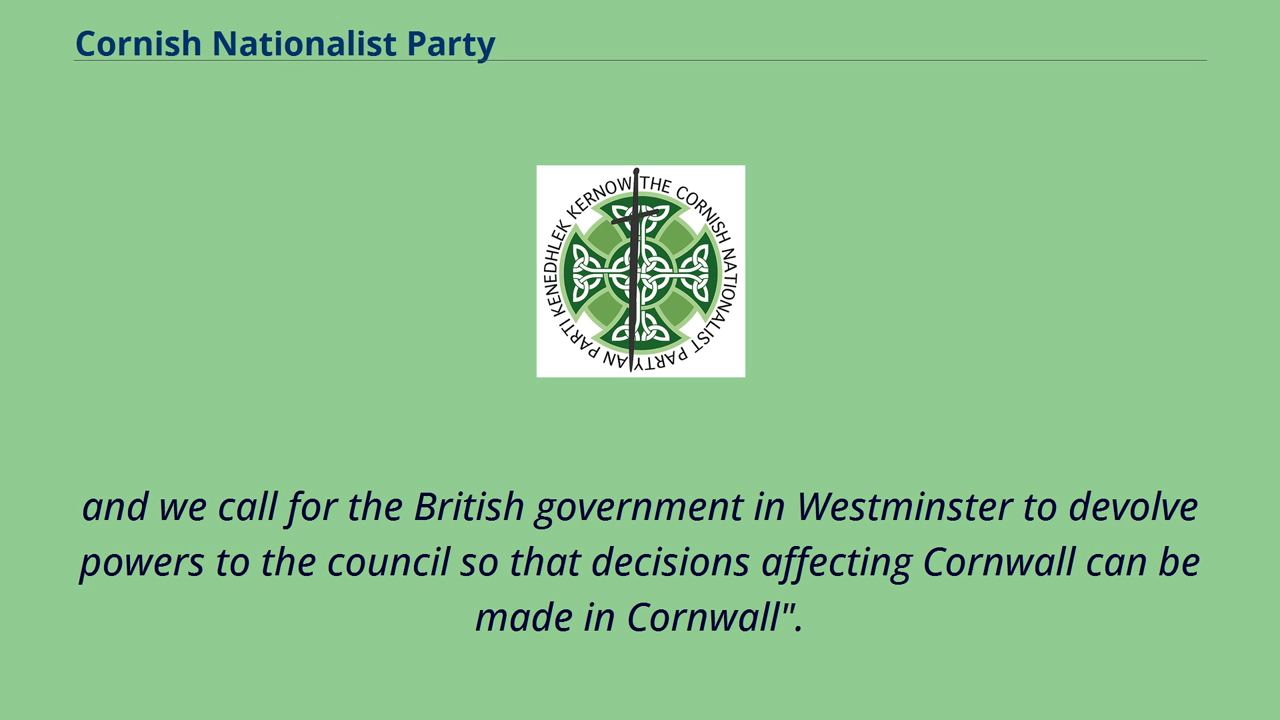 Cornish Nationalist Party
AN PARTI KENEDHLEK KERNOW THE CORNISH NATIONALIST PARTY
and we call for the British government in Westminster to devolve
powers to the council so that decisions affecting Cornwall can be
made in Cornwall".